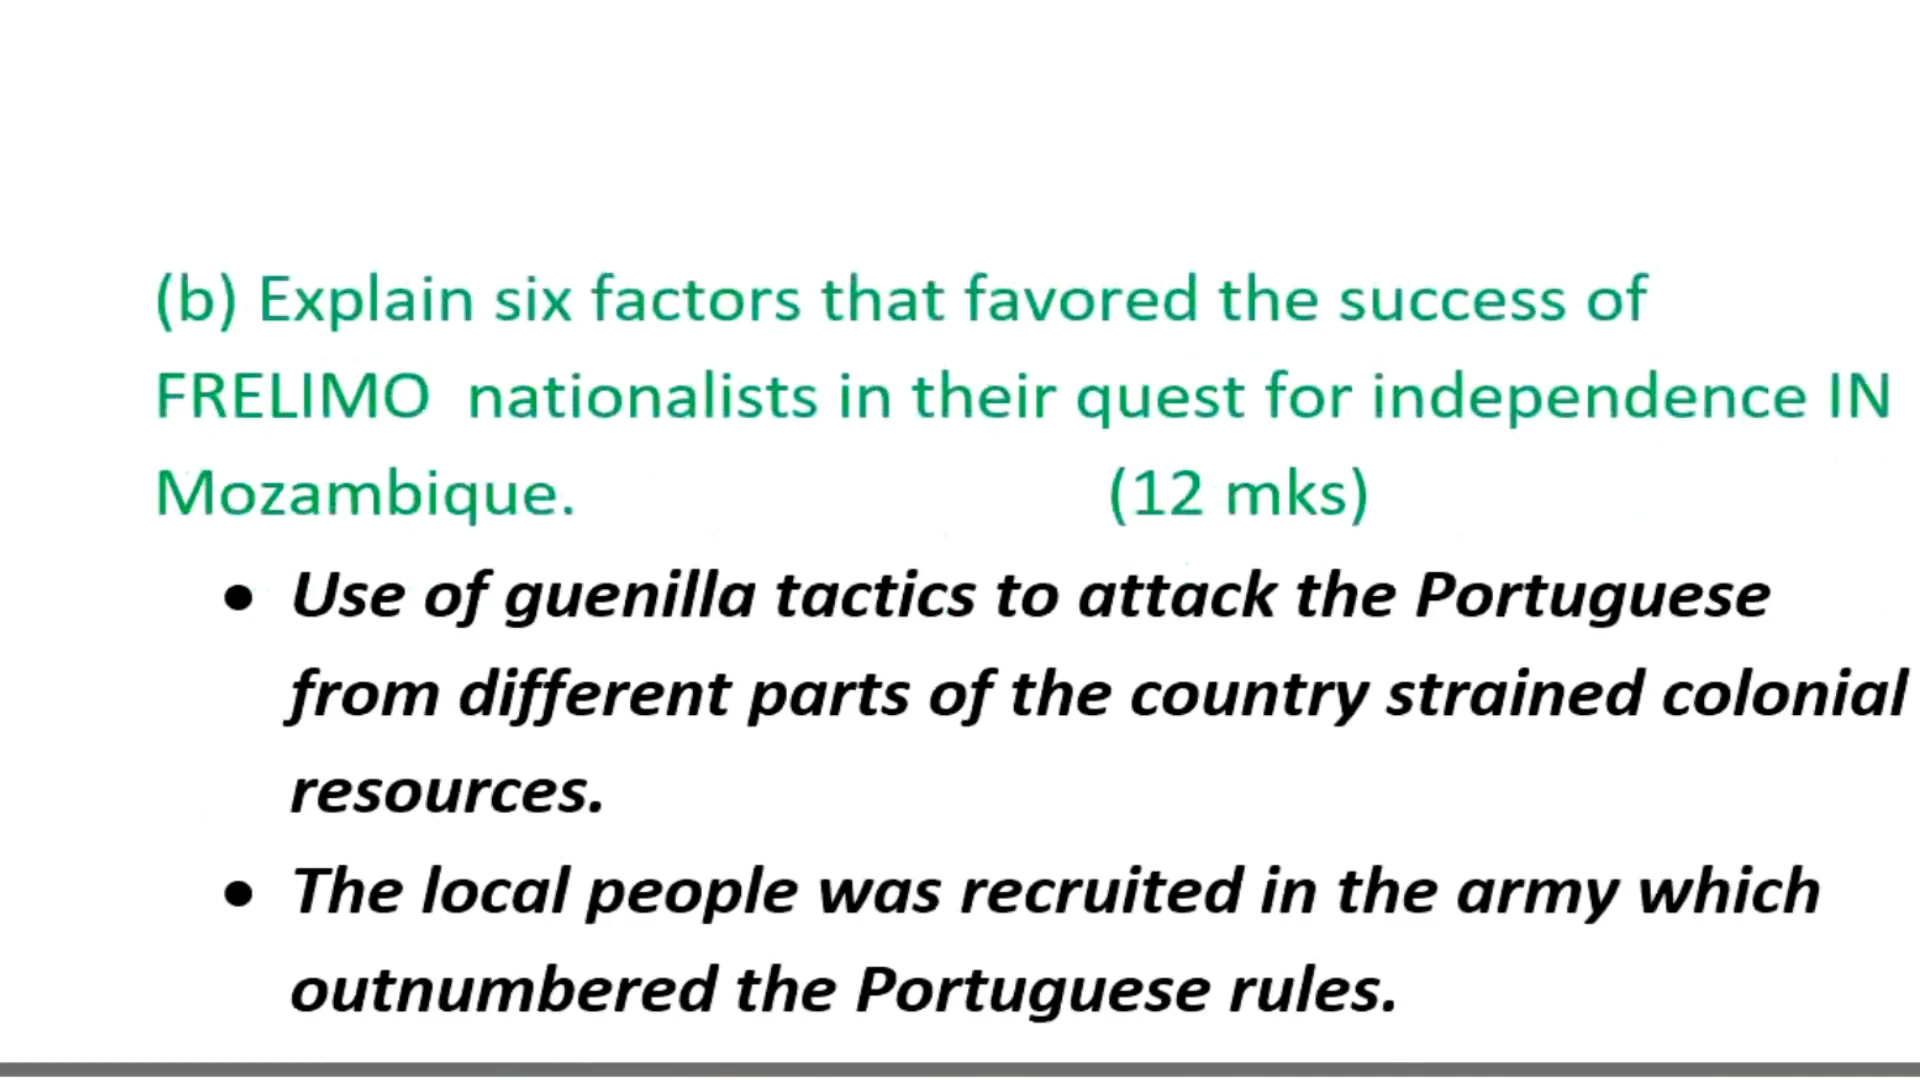 (b) Explain six factors that favored the success of
FRELIMO nationalists in their quest for independence IN
Mozambique. (12 mks)
• Use of guenilla tactics to attack the Portuguese
from different parts of the country strained colonial
resources.
• The local people was recruited in the army which
outnumbered the Portuguese rules.